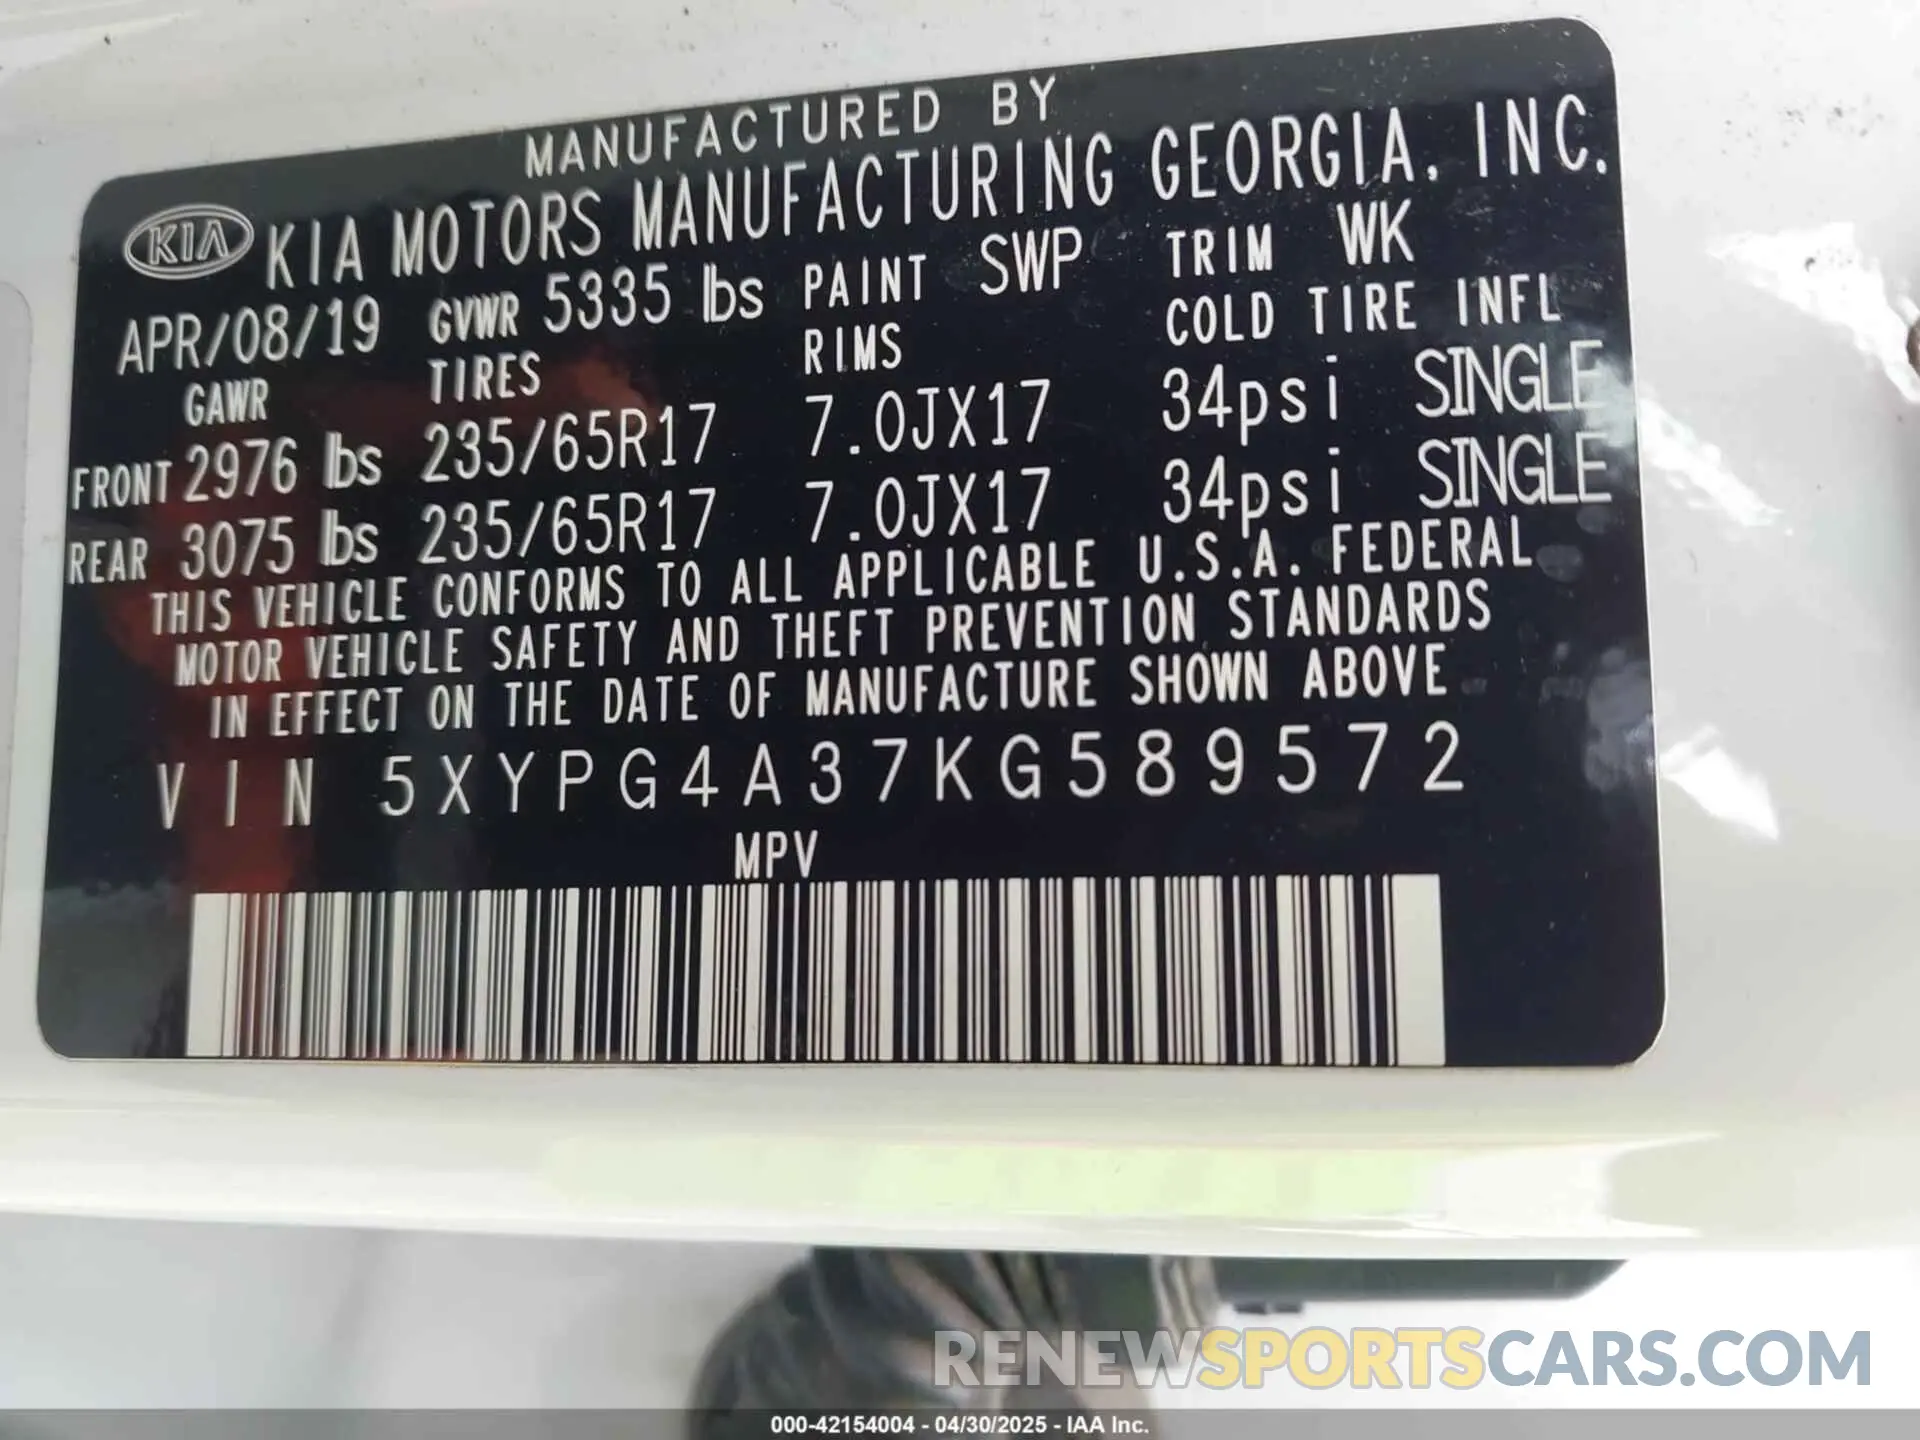 MANUFACTURED BY
KIA KIA MOTORS MANUFACTURING GEORGIA, INC.
APR/08/19 GVWR 5335 lbs PAINT SWP TRIM WK
GAWR TIRES RIMS COLD TIRE INFL
FRONT 2976 lbs 235/65R17 7.0JX17 34psi SINGLE
REAR 3075 lbs 235/65R17 7.0JX17 34psi SINGLE
THIS VEHICLE CONFORMS TO ALL APPLICABLE U.S.A. FEDERAL
MOTOR VEHICLE SAFETY AND THEFT PREVENTION STANDARDS
IN EFFECT ON THE DATE OF MANUFACTURE SHOWN ABOVE
VIN 5XYPG4A37KG589572
MPV
RENEWSPORTSCARS.COM
000-42154004 - 04/30/2025 - IAA Inc.